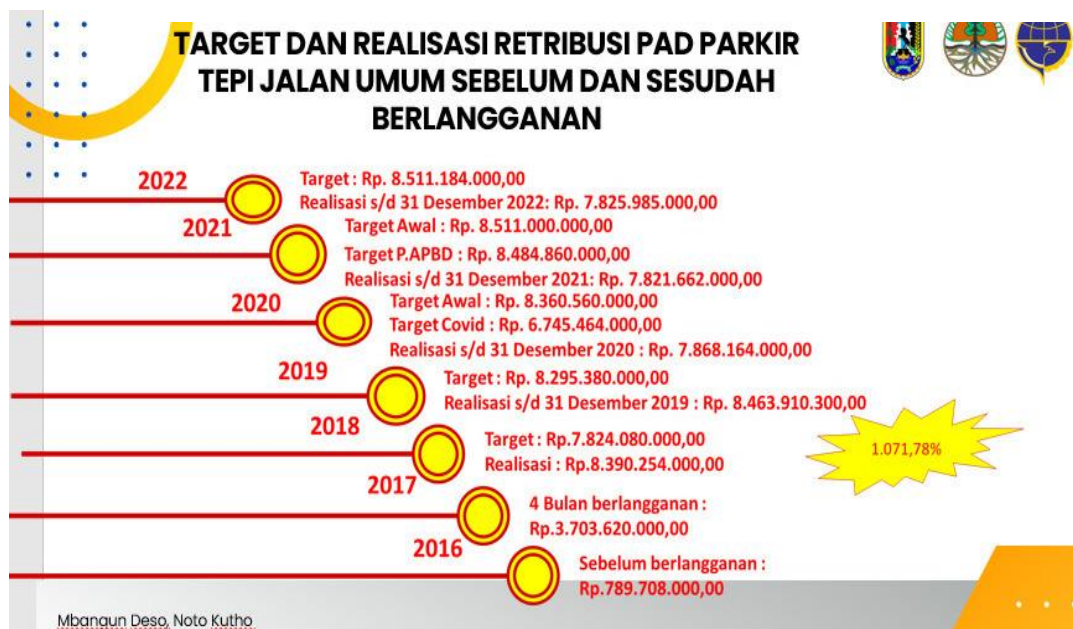 TARGET DAN REALISASI RETRIBUSI PAD PARKIR
TEPI JALAN UMUM SEBELUM DAN SESUDAH
BERLANGGANAN
2022
Target : Rp. 8.511.184.000,00
Realisasi s/d 31 Desember 2022: Rp. 7.825.985.000,00
2021
Target Awal : Rp. 8.511.000.000,00
Target P.APBD : Rp. 8.484.860.000,00
Realisasi s/d 31 Desember 2021: Rp. 7.821.662.000,00
2020
Target Awal : Rp. 8.360.560.000,00
Target Covid : Rp. 6.745.464.000,00
Realisasi s/d 31 Desember 2020 : Rp. 7.868.164.000,00
2019
Target : Rp. 8.295.380.000,00
Realisasi s/d 31 Desember 2019 : Rp. 8.463.910.300,00
2018
Target : Rp.7.824.080.000,00
Realisasi : Rp.8.390.254.000,00
1.071,78%
2017
4 Bulan berlangganan :
Rp.3.703.620.000,00
2016
Sebelum berlangganan :
Rp.789.708.000,00
Mbangun Deso, Noto Kutho